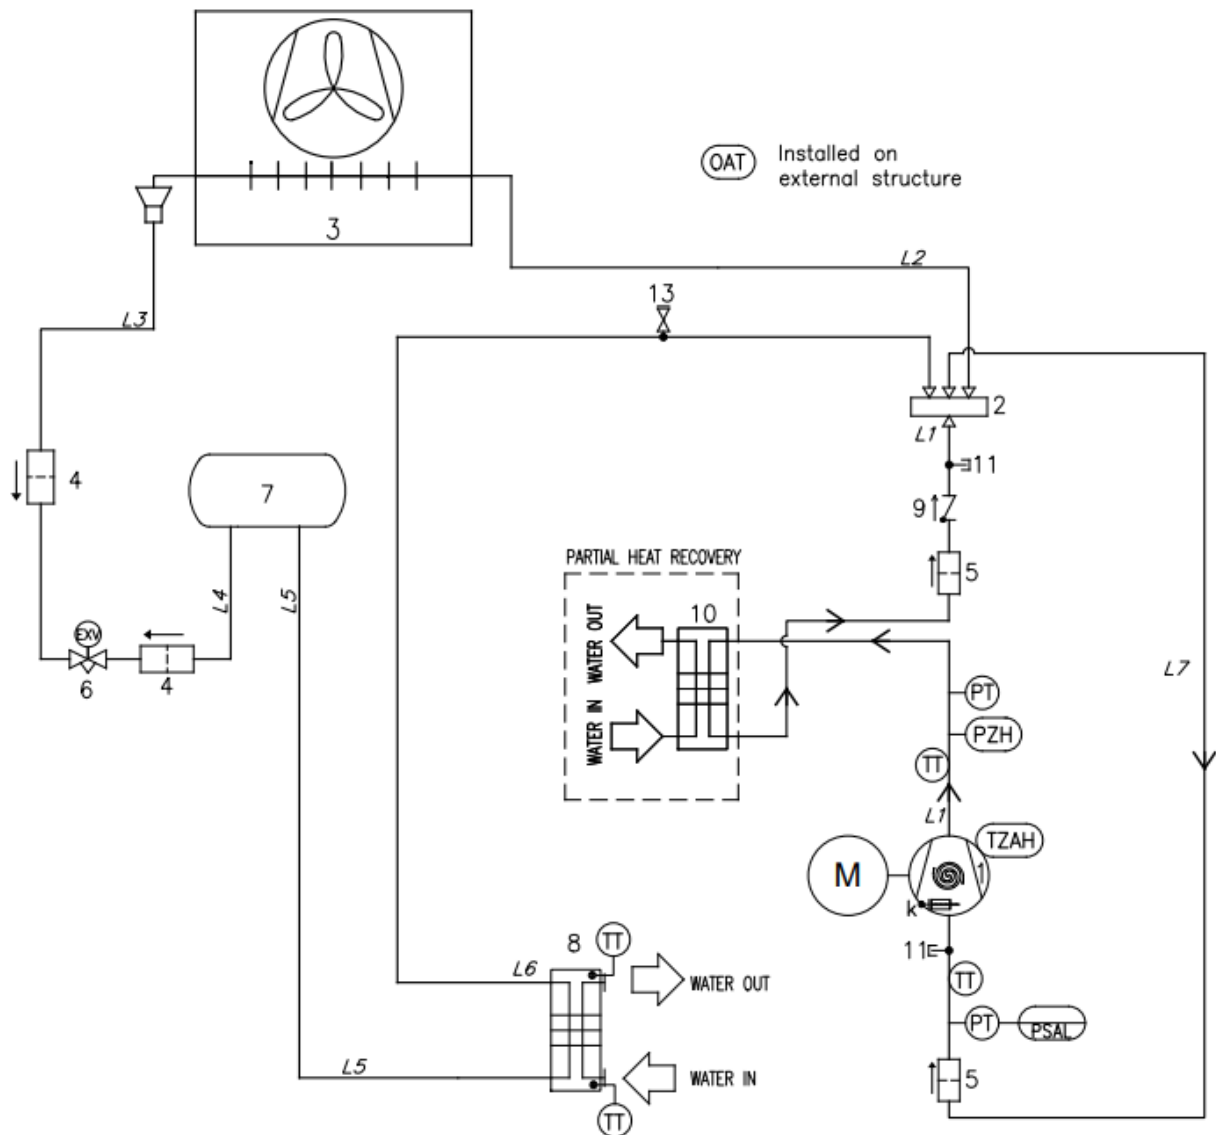 OAT
Installed on
external structure
3
L2
13
L3
2
L1
11
4
7
9
PARTIAL HEAT RECOVERY
5
L4
L5
10
WATER OUT
WATER IN
EXV
6
4
L7
PT
PZH
TT
L1
TZAH
M
1
k
11
8
TT
TT
L6
WATER OUT
PT
PSAL
L5
WATER IN
5
TT